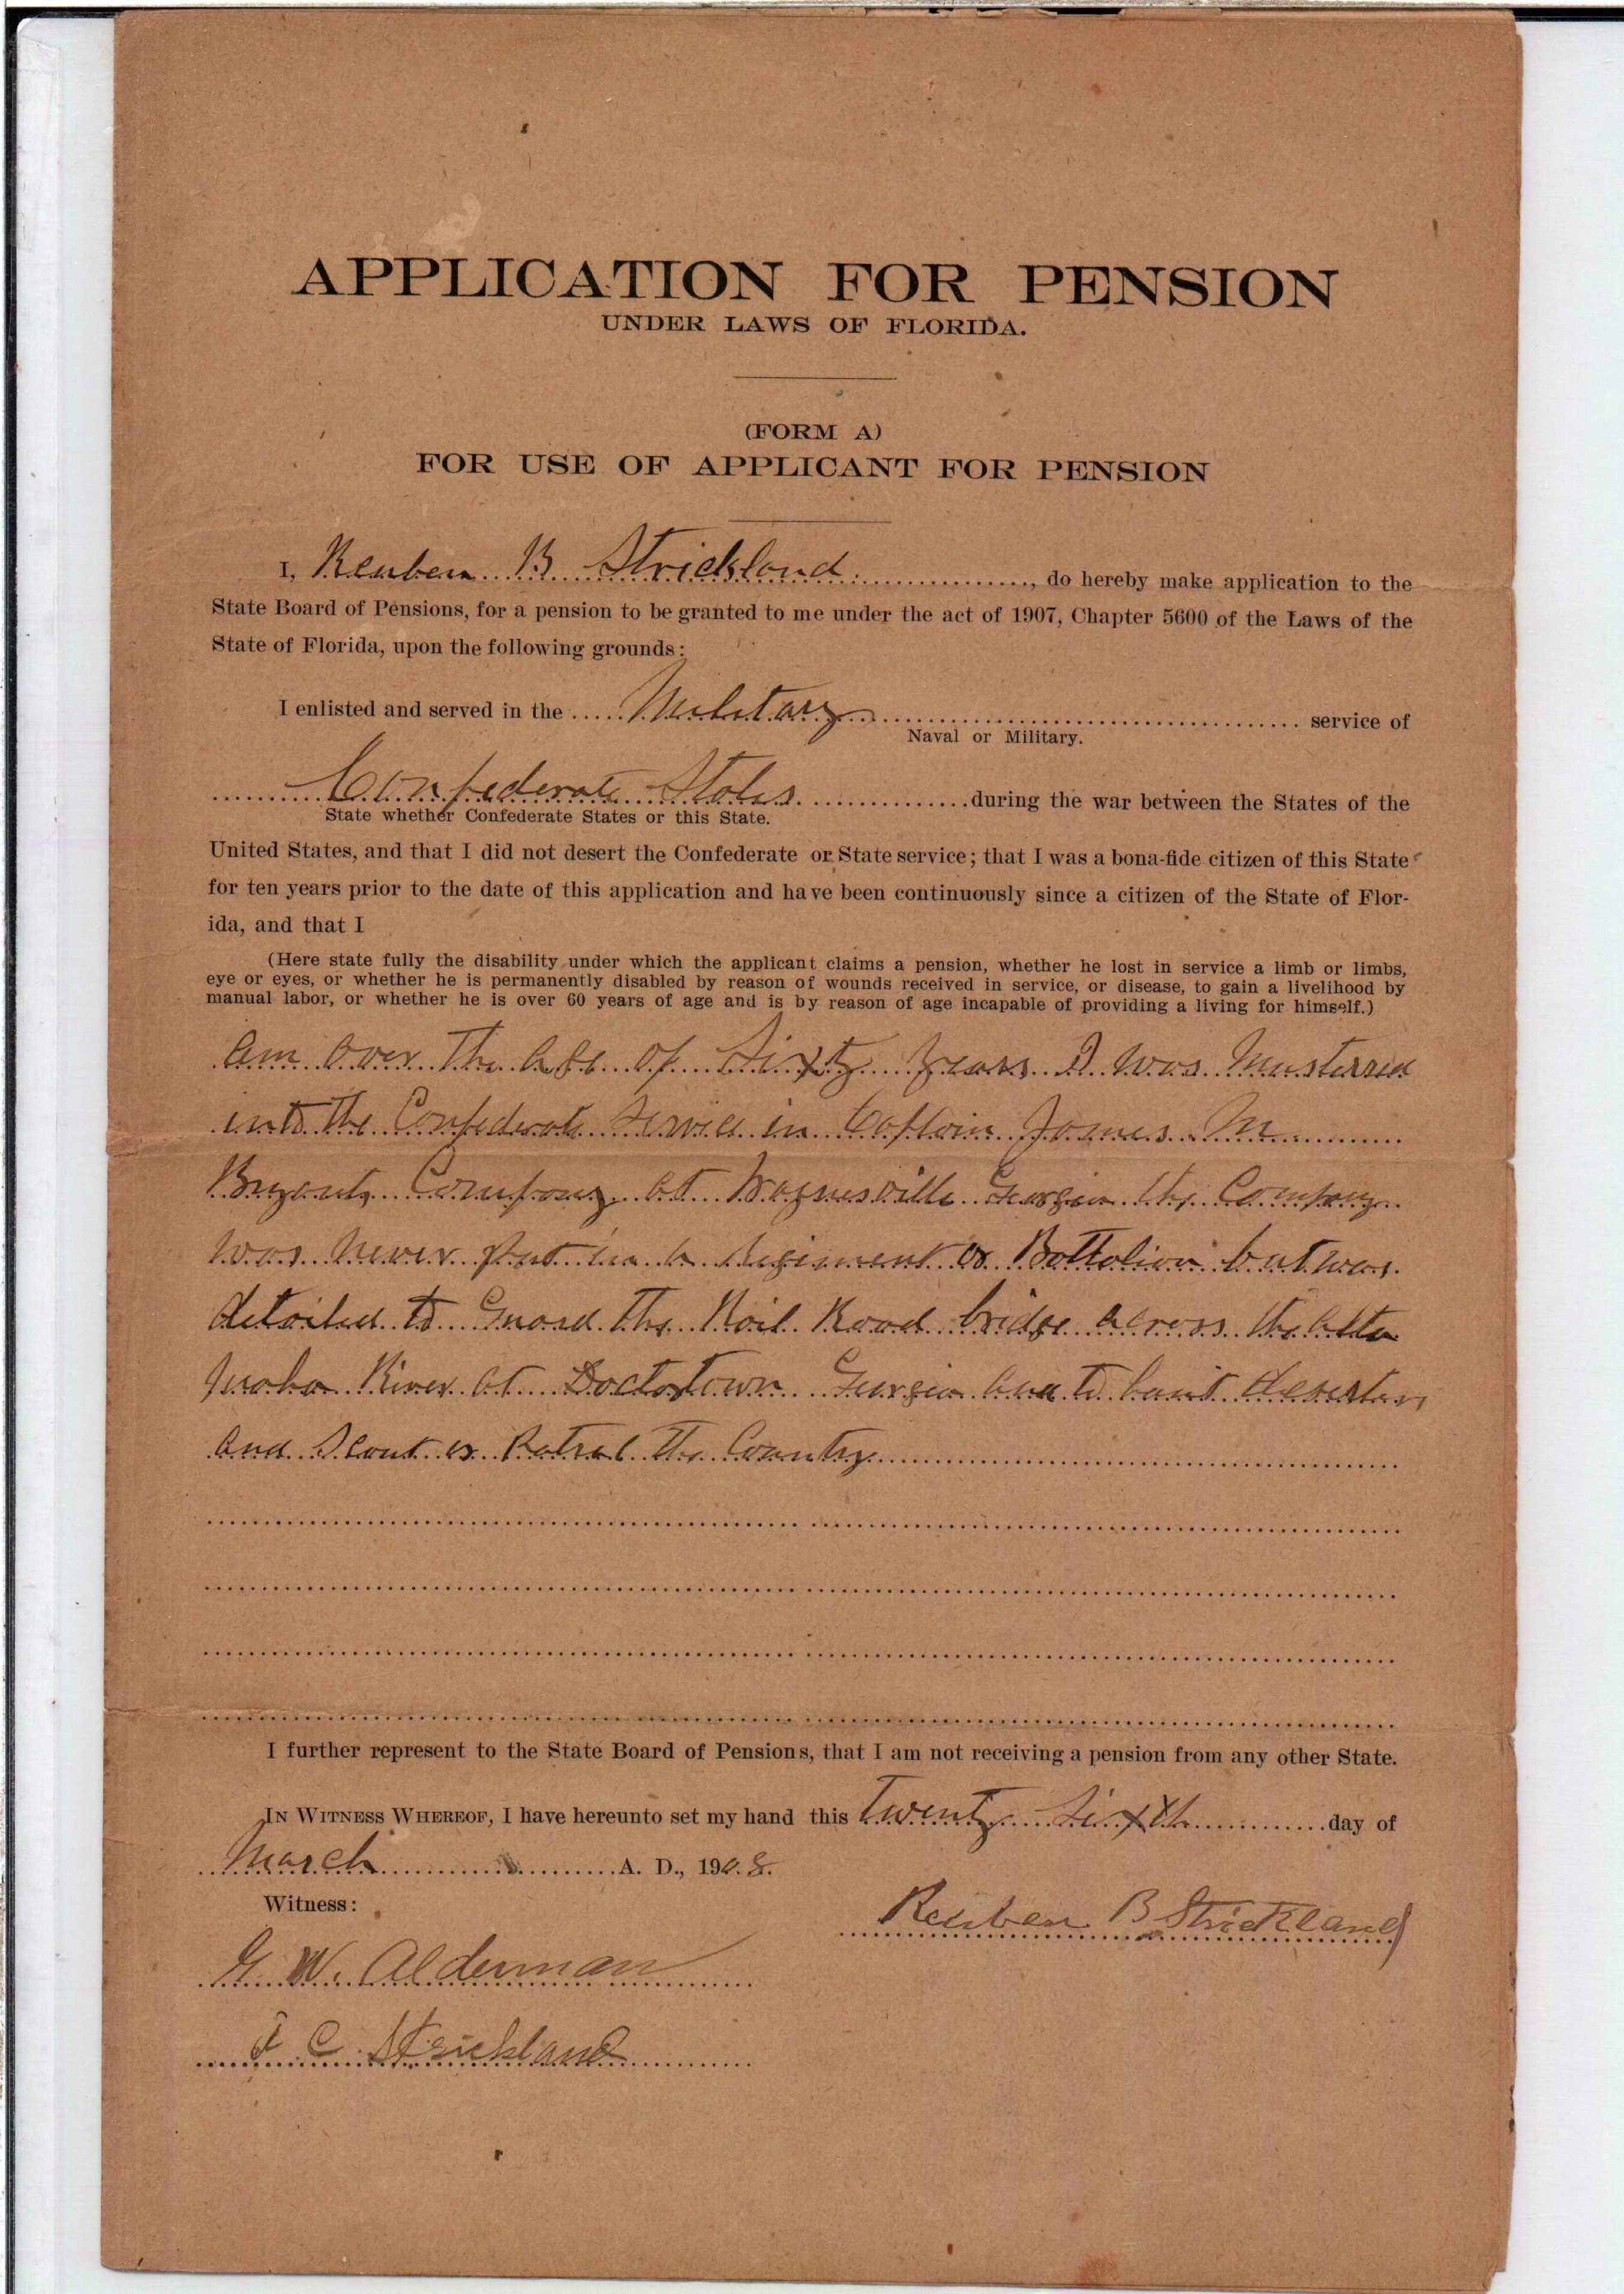 APPLICATION FOR PENSION
UNDER LAWS OF FLORIDA.
(FORM A)
FOR USE OF APPLICANT FOR PENSION
I, Reuben B Strickland, do hereby make application to the
State Board of Pensions, for a pension to be granted to me under the act of 1907, Chapter 5600 of the Laws of the
State of Florida, upon the following grounds:
I enlisted and served in the Military service of
Naval or Military.
Confederate States during the war between the States of the
State whether Confederate States or this State.
United States, and that I did not desert the Confederate or State service; that I was a bona-fide citizen of this State
for ten years prior to the date of this application and have been continuously since a citizen of the State of Flor-
ida, and that I
(Here state fully the disability under which the applicant claims a pension, whether he lost in service a limb or limbs,
eye or eyes, or whether he is permanently disabled by reason of wounds received in service, or disease, to gain a livelihood by
manual labor, or whether he is over 60 years of age and is by reason of age incapable of providing a living for himself.)
am over The Age of Sixty years I was Musterred
into The Confederate Service in Captain James M
Bryants Company at Waynesville Georgia the Company
was Never Put in a Regiment or Battalion but was
detailed to Guard The Rail Road bridge across the Alta
maha River at Doctortown Georgia and to hunt deserters
and Scout or Patrol The Country
I further represent to the State Board of Pensions, that I am not receiving a pension from any other State.
IN WITNESS WHEREOF, I have hereunto set my hand this Twenty Sixth day of
March A. D., 1908.
Witness:
Reuben B Strickland
G. W. Alderman
C Strickland